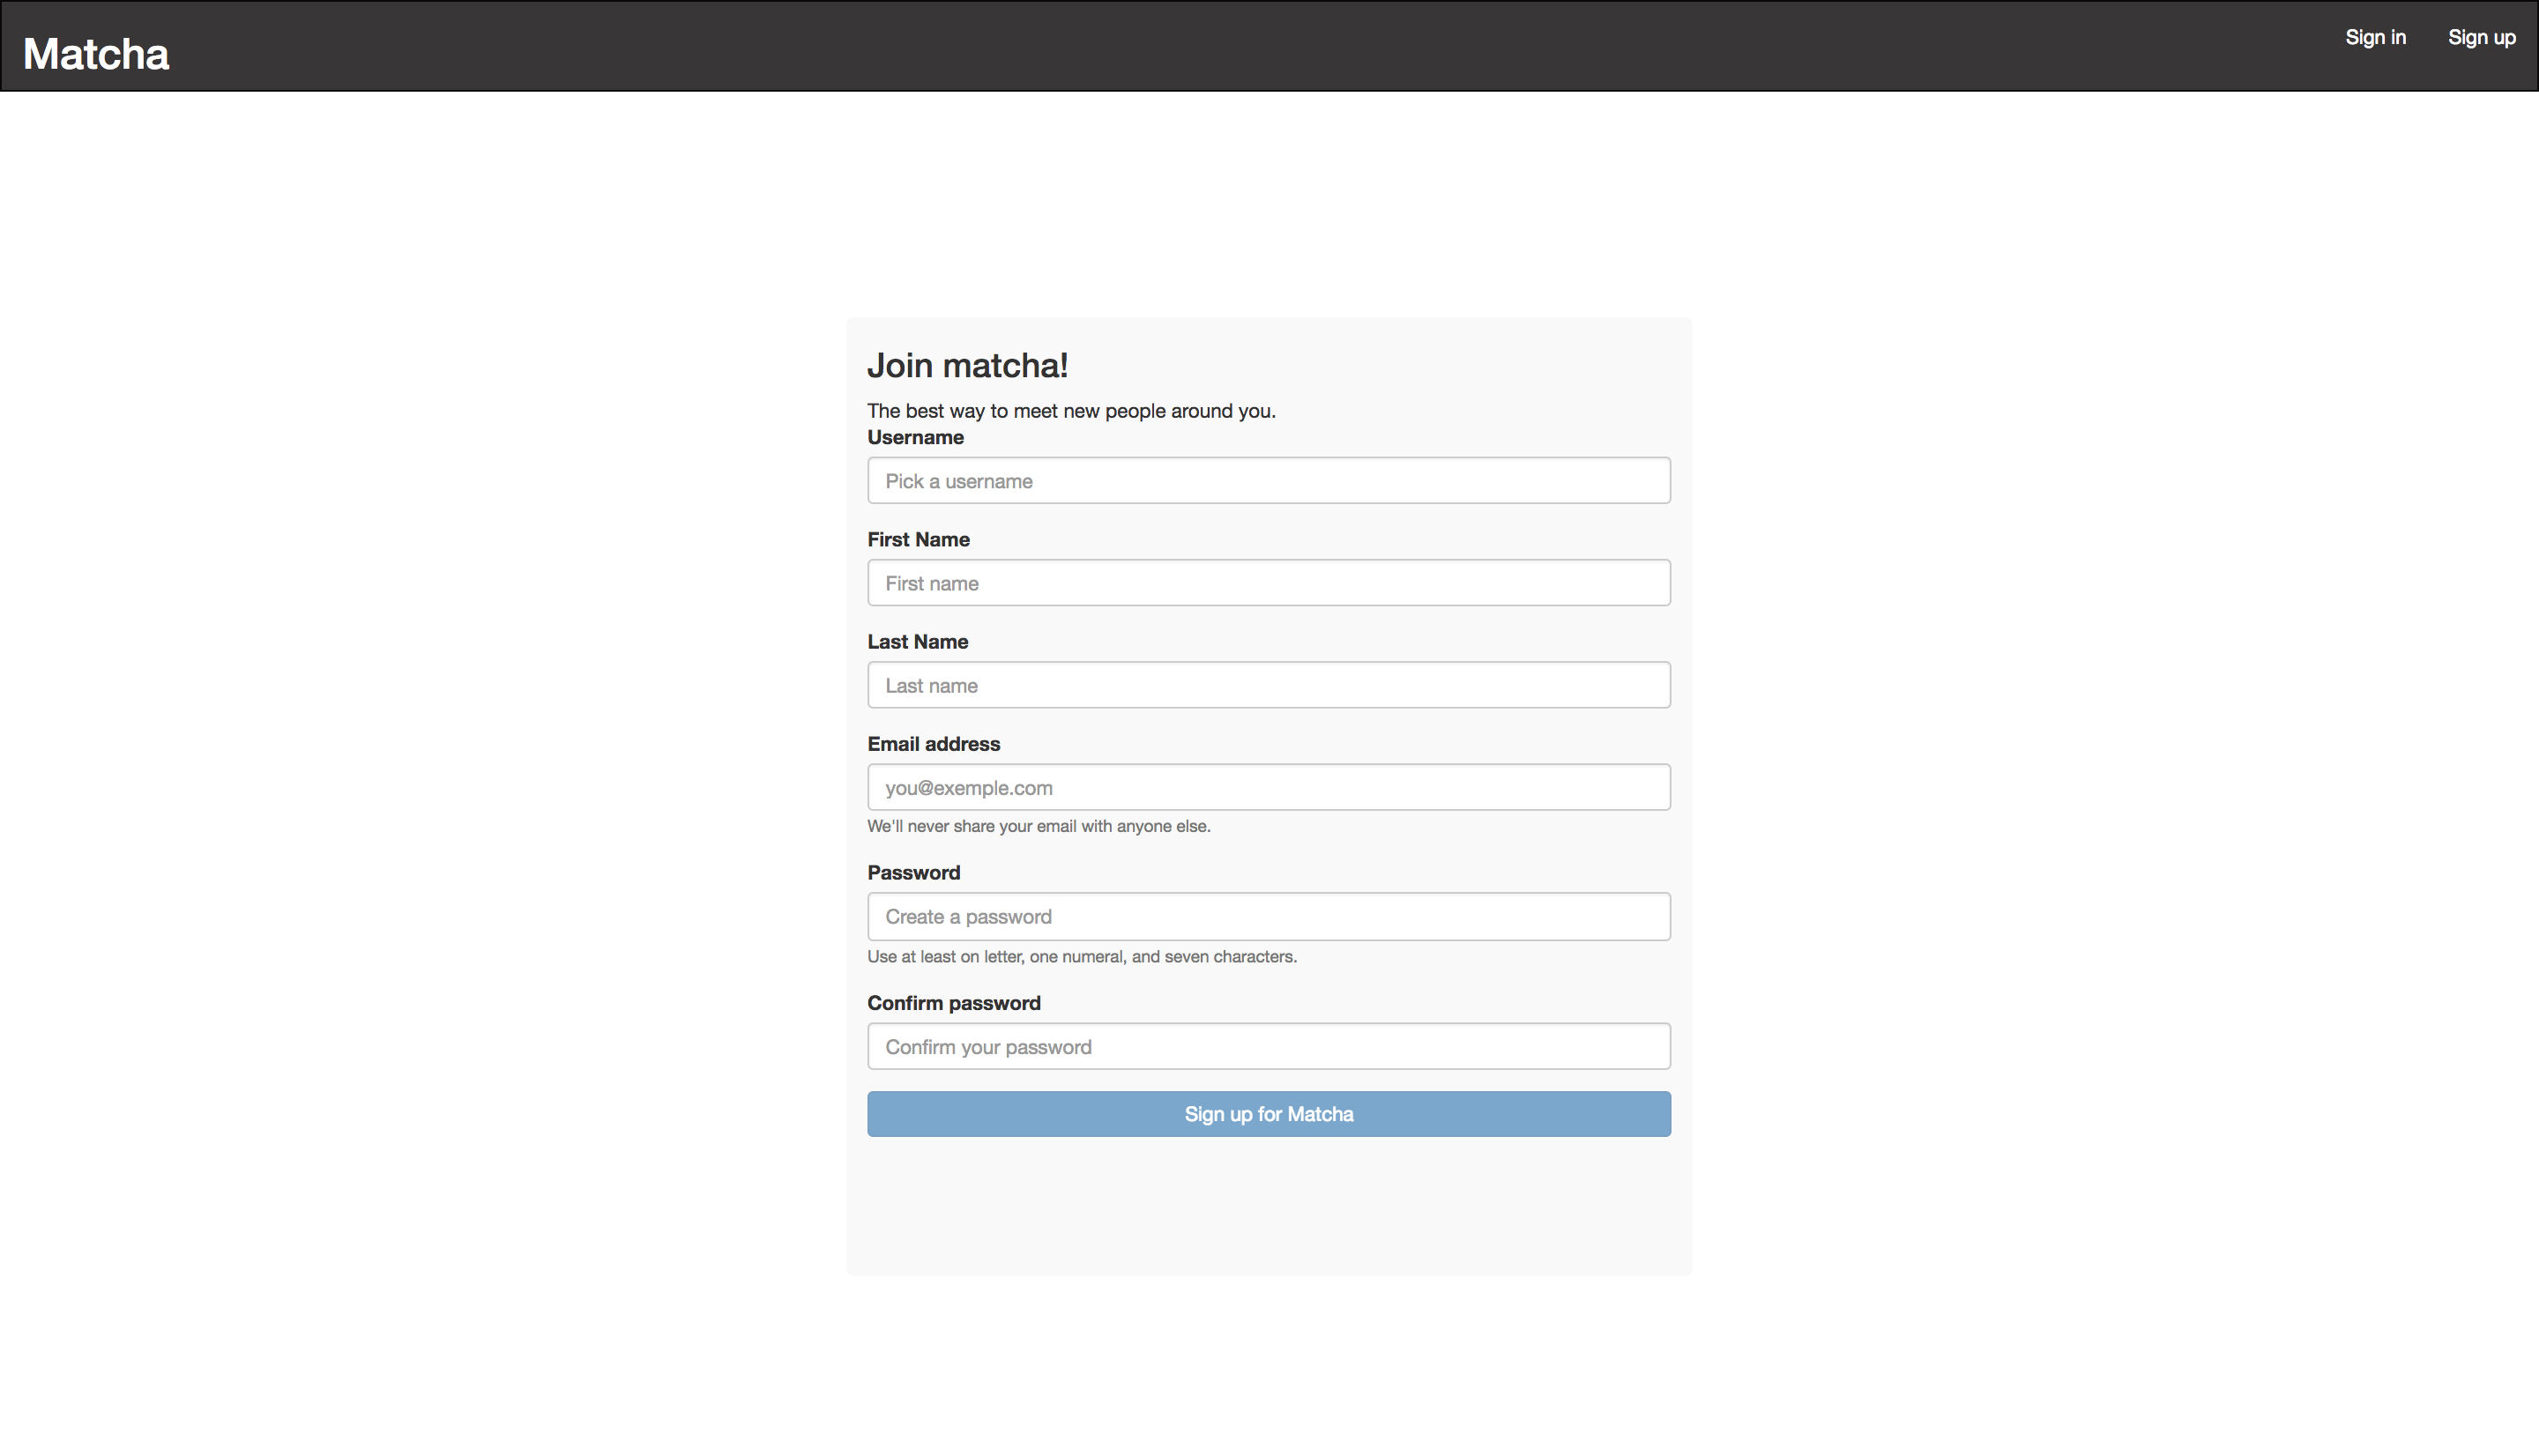 Matcha
Sign in
Sign up
Join matcha!
The best way to meet new people around you.
Username
Pick a username
First Name
First name
Last Name
Last name
Email address
you@exemple.com
We'll never share your email with anyone else.
Password
Create a password
Use at least on letter, one numeral, and seven characters.
Confirm password
Confirm your password
Sign up for Matcha